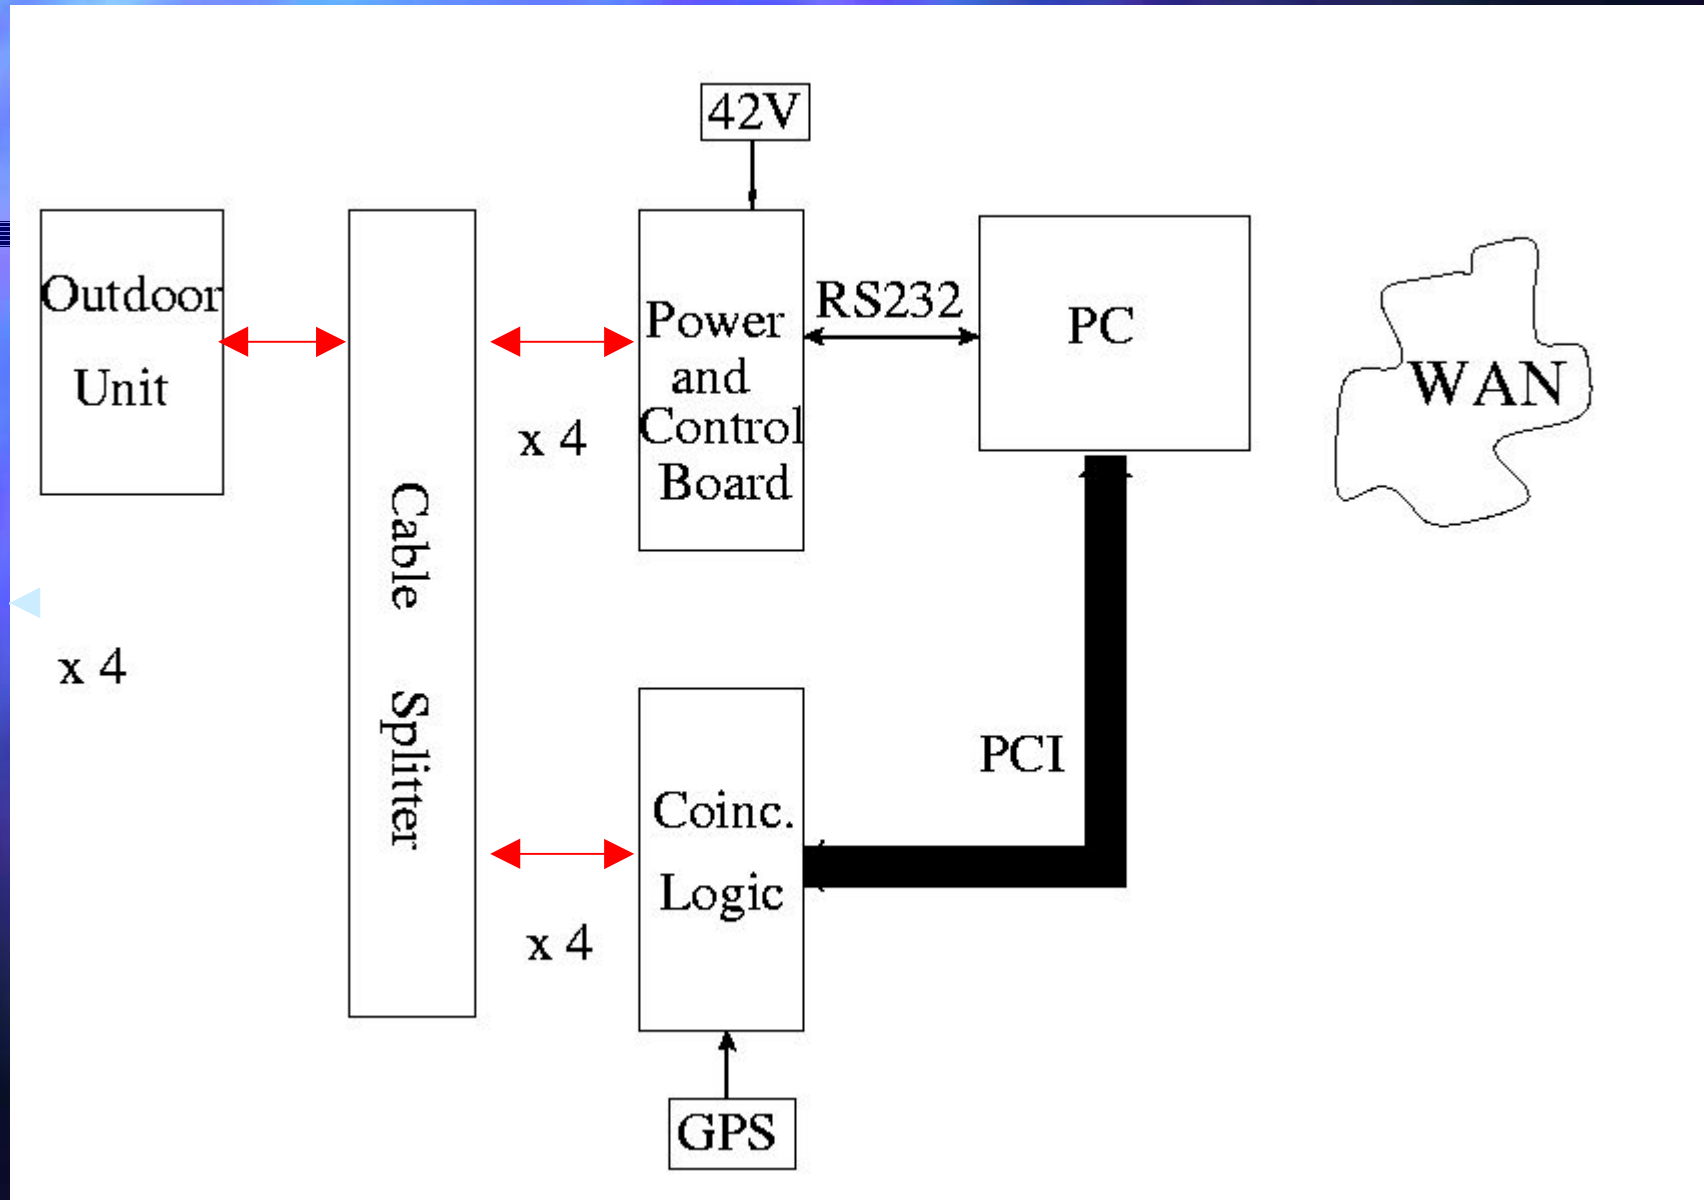 42V
Outdoor
Unit
x 4
Cable Splitter
x 4
Power
and
Control
Board
RS232
PC
WAN
PCI
Coinc.
Logic
x 4
GPS